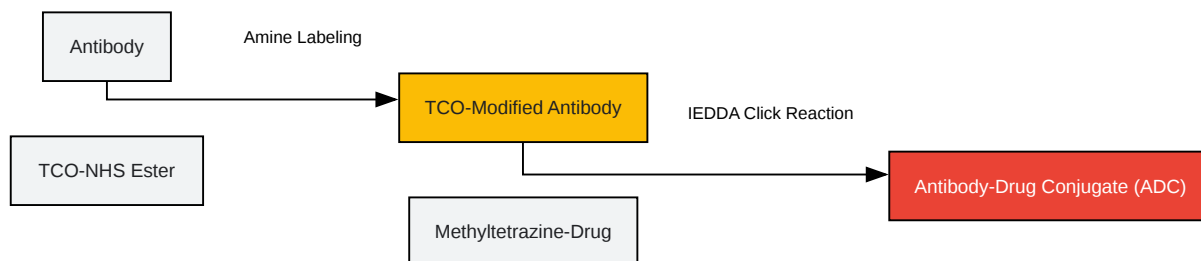 Antibody
Amine Labeling
TCO-NHS Ester
TCO-Modified Antibody
IEDDA Click Reaction
Methyltetrazine-Drug
Antibody-Drug Conjugate (ADC)